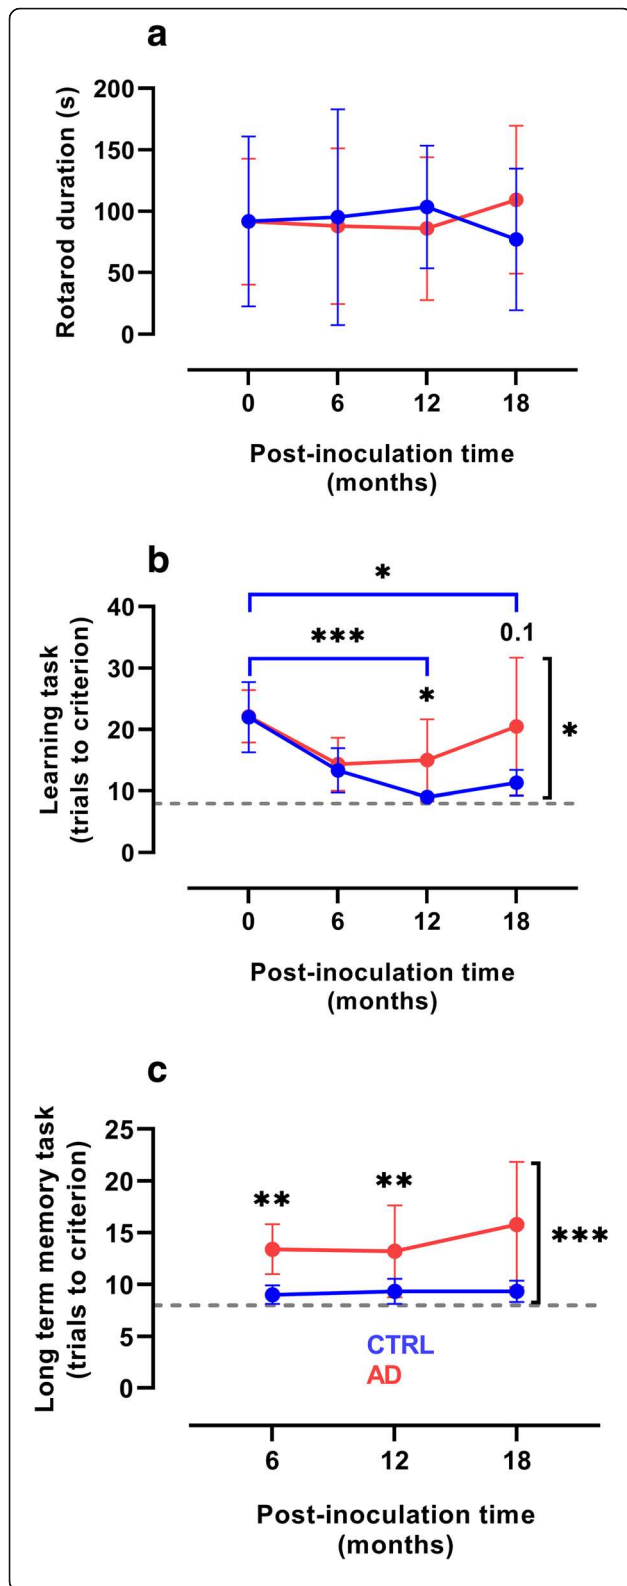 a
Rotarod duration (s)
200
150
100
50
0
0 6 12 18
Post-inoculation time
(months)
b
Learning task
(trials to criterion)
*
40
0.1
***
30
*
*
20
10
0
0 6 12 18
Post-inoculation time
(months)
c
Long term memory task
(trials to criterion)
25
20
**
**
***
15
10
5
0
CTRL
AD
6 12 18
Post-inoculation time
(months)